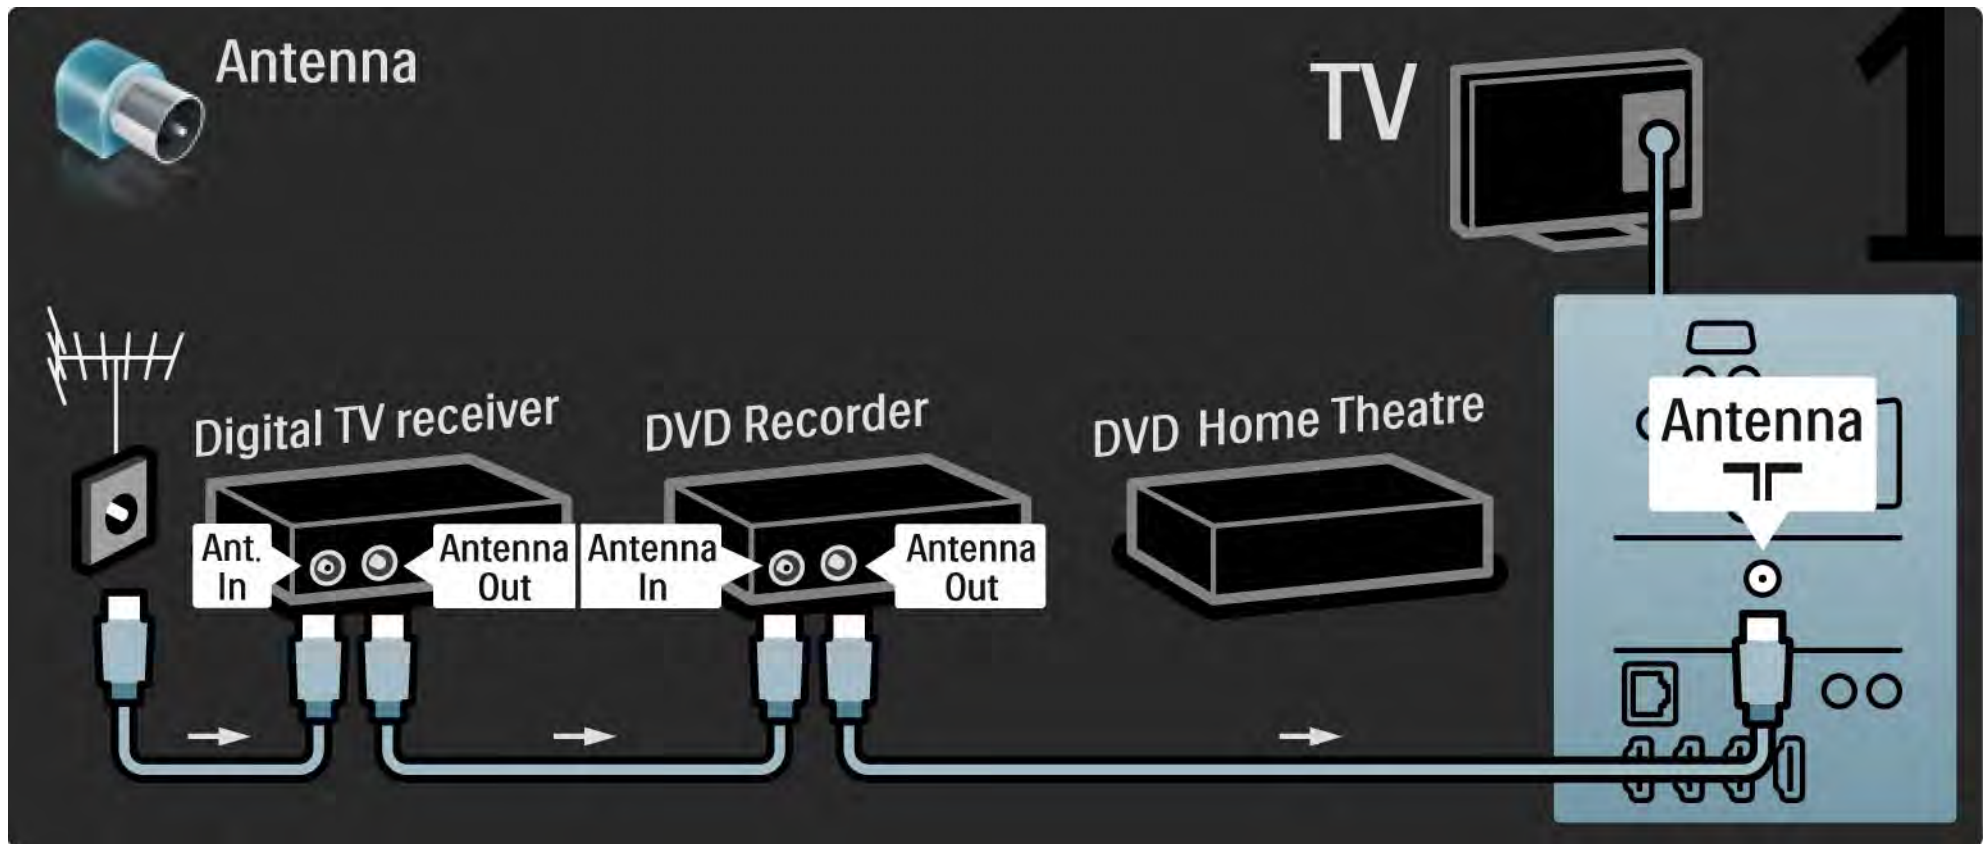 Antenna
TV
1
Digital TV receiver
DVD Recorder
DVD Home Theatre
Antenna
Ant.
In
Antenna
Out
Antenna
In
Antenna
Out